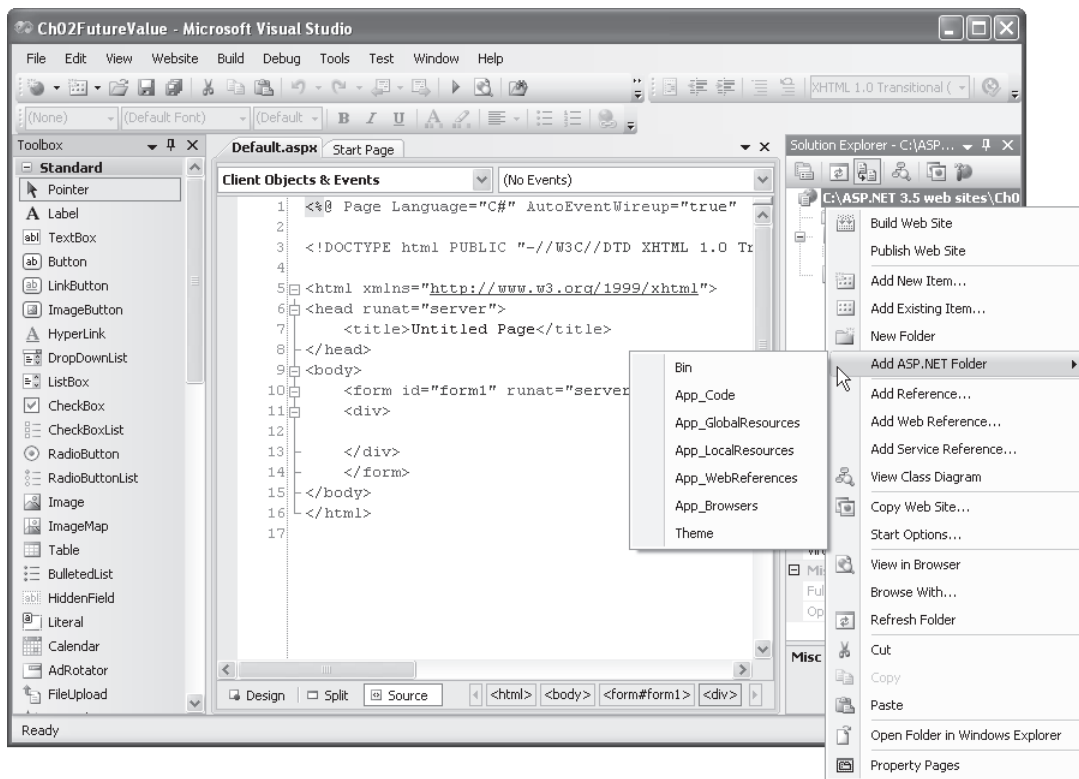 Ch02FutureValue - Microsoft Visual Studio
File Edit View Website Build Debug Tools Test Window Help
XHTML 1.0 Transitional (
(None) (Default Font) (Default B I U A
Toolbox
Standard
Pointer
A Label
abl TextBox
ab Button
ab LinkButton
ImageButton
A HyperLink
DropDownList
ListBox
CheckBox
CheckBoxList
RadioButton
RadioButtonList
Image
ImageMap
Table
BulletedList
abl HiddenField
Literal
Calendar
AdRotator
FileUpload
Default.aspx Start Page
Client Objects & Events (No Events)
1 <%@ Page Language="C#" AutoEventWireup="true"
2
3 <!DOCTYPE html PUBLIC "-//W3C//DTD XHTML 1.0 Tr
4
5 <html xmlns="http://www.w3.org/1999/xhtml">
6 <head runat="server">
7 <title>Untitled Page</title>
8 </head>
9 <body>
10 <form id="form1" runat="server
11 <div>
12
13 </div>
14 </form>
15 </body>
16 </html>
17
Design Split Source <html> <body> <form#form1> <div>
Solution Explorer - C:\ASP...
C:\ASP.NET 3.5 web sites\Ch0
Build Web Site
Publish Web Site
Add New Item...
Add Existing Item...
New Folder
Add ASP.NET Folder
Add Reference...
Add Web Reference...
Add Service Reference...
View Class Diagram
Copy Web Site...
Start Options...
View in Browser
Browse With...
Refresh Folder
Cut
Copy
Paste
Open Folder in Windows Explorer
Property Pages
Bin
App_Code
App_GlobalResources
App_LocalResources
App_WebReferences
App_Browsers
Theme
Mis
Ful
Op
Misc
Ready